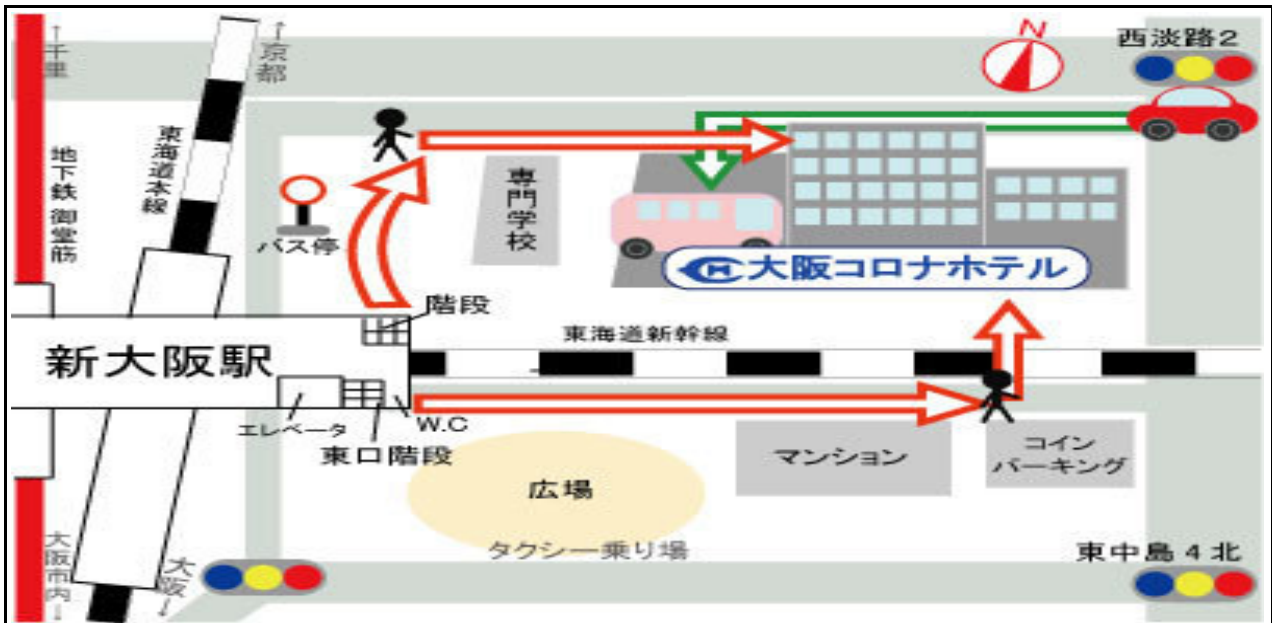 ←千里
←京都
N
西淡路2
東海道本線
地下鉄 御堂筋
バス停
専門学校
大阪コロナホテル
階段
東海道新幹線
新大阪駅
エレベータ
W.C
東口階段
マンション
コインパーキング
広場
タクシー乗り場
大阪市内→
大阪→
東中島4北